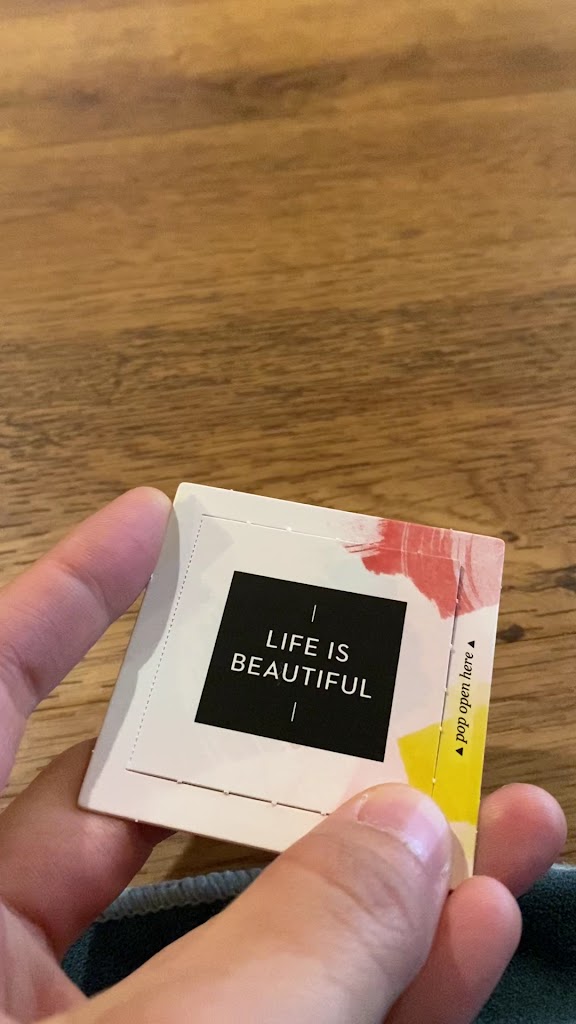 LIFE IS
BEAUTIFUL
▲ pop open here ▲